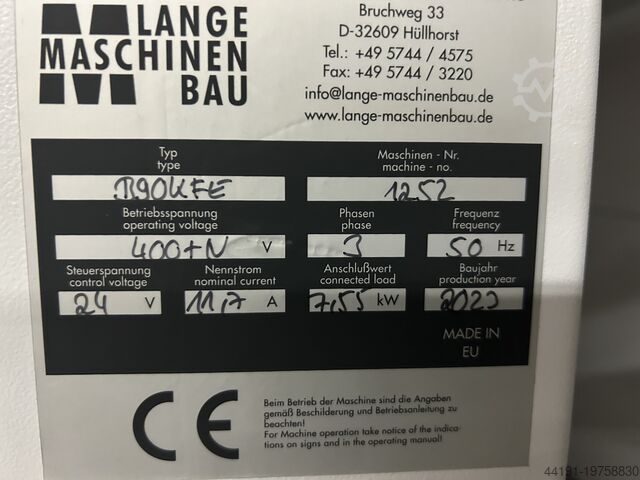 LANGE
MASCHINEN
BAU
Bruchweg 33
D-32609 Hüllhorst
Tel.: +49 5744 / 4575
Fax: +49 5744 / 3220
info@lange-maschinenbau.de
www.lange-maschinenbau.de
Typ
type
B90KFE
Maschinen - Nr.
machine - no.
1252
Betriebsspannung
operating voltage
400+N V
Phasen
phase
3
Frequenz
frequency
50 Hz
Steuerspannung
control voltage
24 V
Nennstrom
nominal current
11,7 A
Anschlußwert
connected load
7,55 kW
Baujahr
production year
MADE IN
EU
CE
Beim Betrieb der Maschine sind die Angaben
gemäß Beschilderung und Betriebsanleitung zu
beachten!
For Machine operation take notice of the indica-
tions on signs and in the operating manual!
44191-19758830